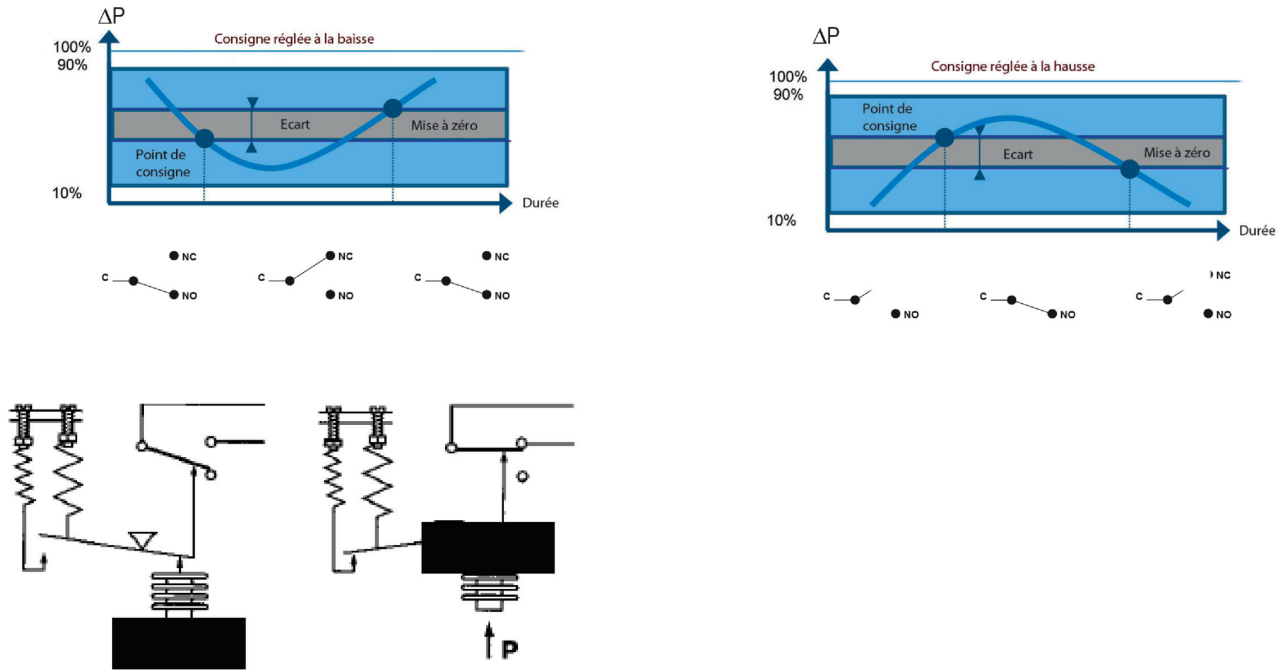 ΔP
Consigne réglée à la baisse
100%
90%
Ecart
Mise à zéro
Point de
consigne
10%
Durée
NC
C
NO
NC
C
NO
NC
C
NO
ΔP
Consigne réglée à la hausse
100%
90%
Point de
consigne
Ecart
Mise à zéro
10%
Durée
C
NO
C
NO
NC
C
NO
P